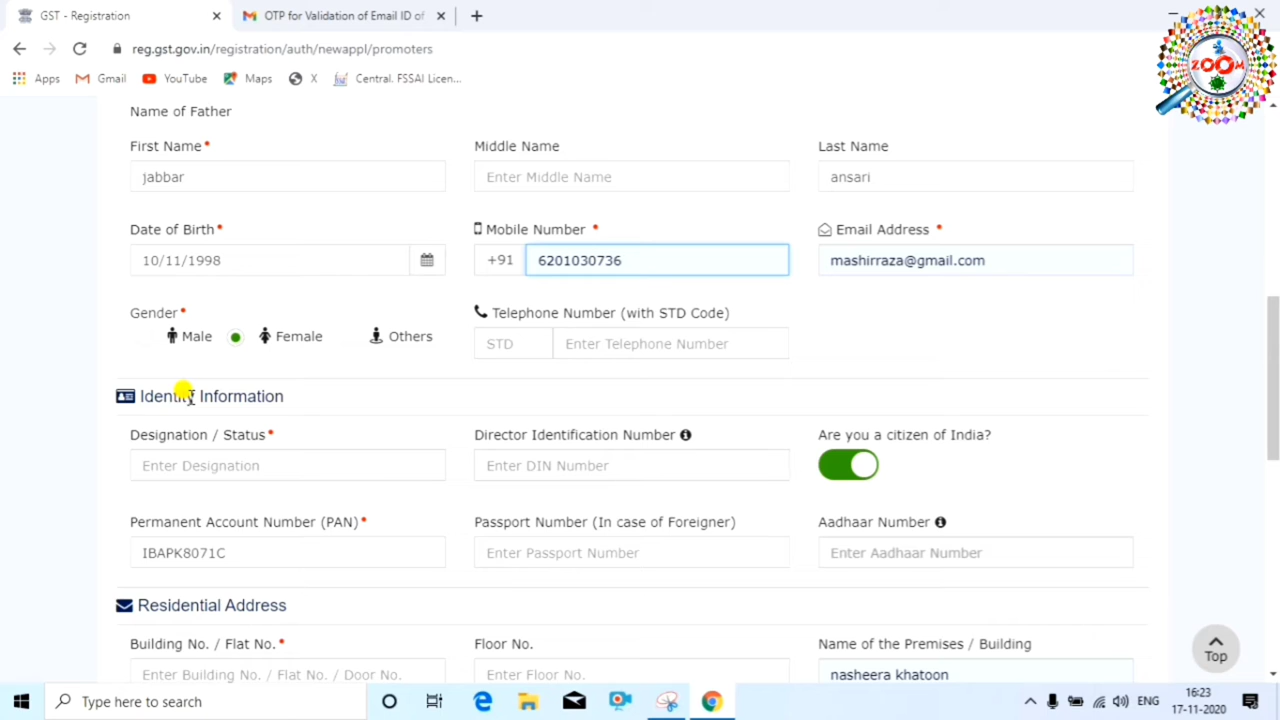 GST - Registration
OTP for Validation of Email ID of
reg.gst.gov.in/registration/auth/newappl/promoters
Apps Gmail YouTube Maps X Central. FSSAI Licen...
ZOOM
Name of Father
First Name* Middle Name Last Name
jabbar Enter Middle Name ansari
Date of Birth* Mobile Number * Email Address *
10/11/1998 +91 6201030736 mashirraza@gmail.com
Gender* Telephone Number (with STD Code)
Male Female Others STD Enter Telephone Number
Identity Information
Designation / Status* Director Identification Number Are you a citizen of India?
Enter Designation Enter DIN Number
Permanent Account Number (PAN)* Passport Number (In case of Foreigner) Aadhaar Number
IBAPK8071C Enter Passport Number Enter Aadhaar Number
Residential Address
Building No. / Flat No.* Floor No. Name of the Premises / Building
Enter Building No. / Flat No. / Door No. Enter Floor No. nasheera khatoon
Top
Type here to search ENG 16:23
17-11-2020